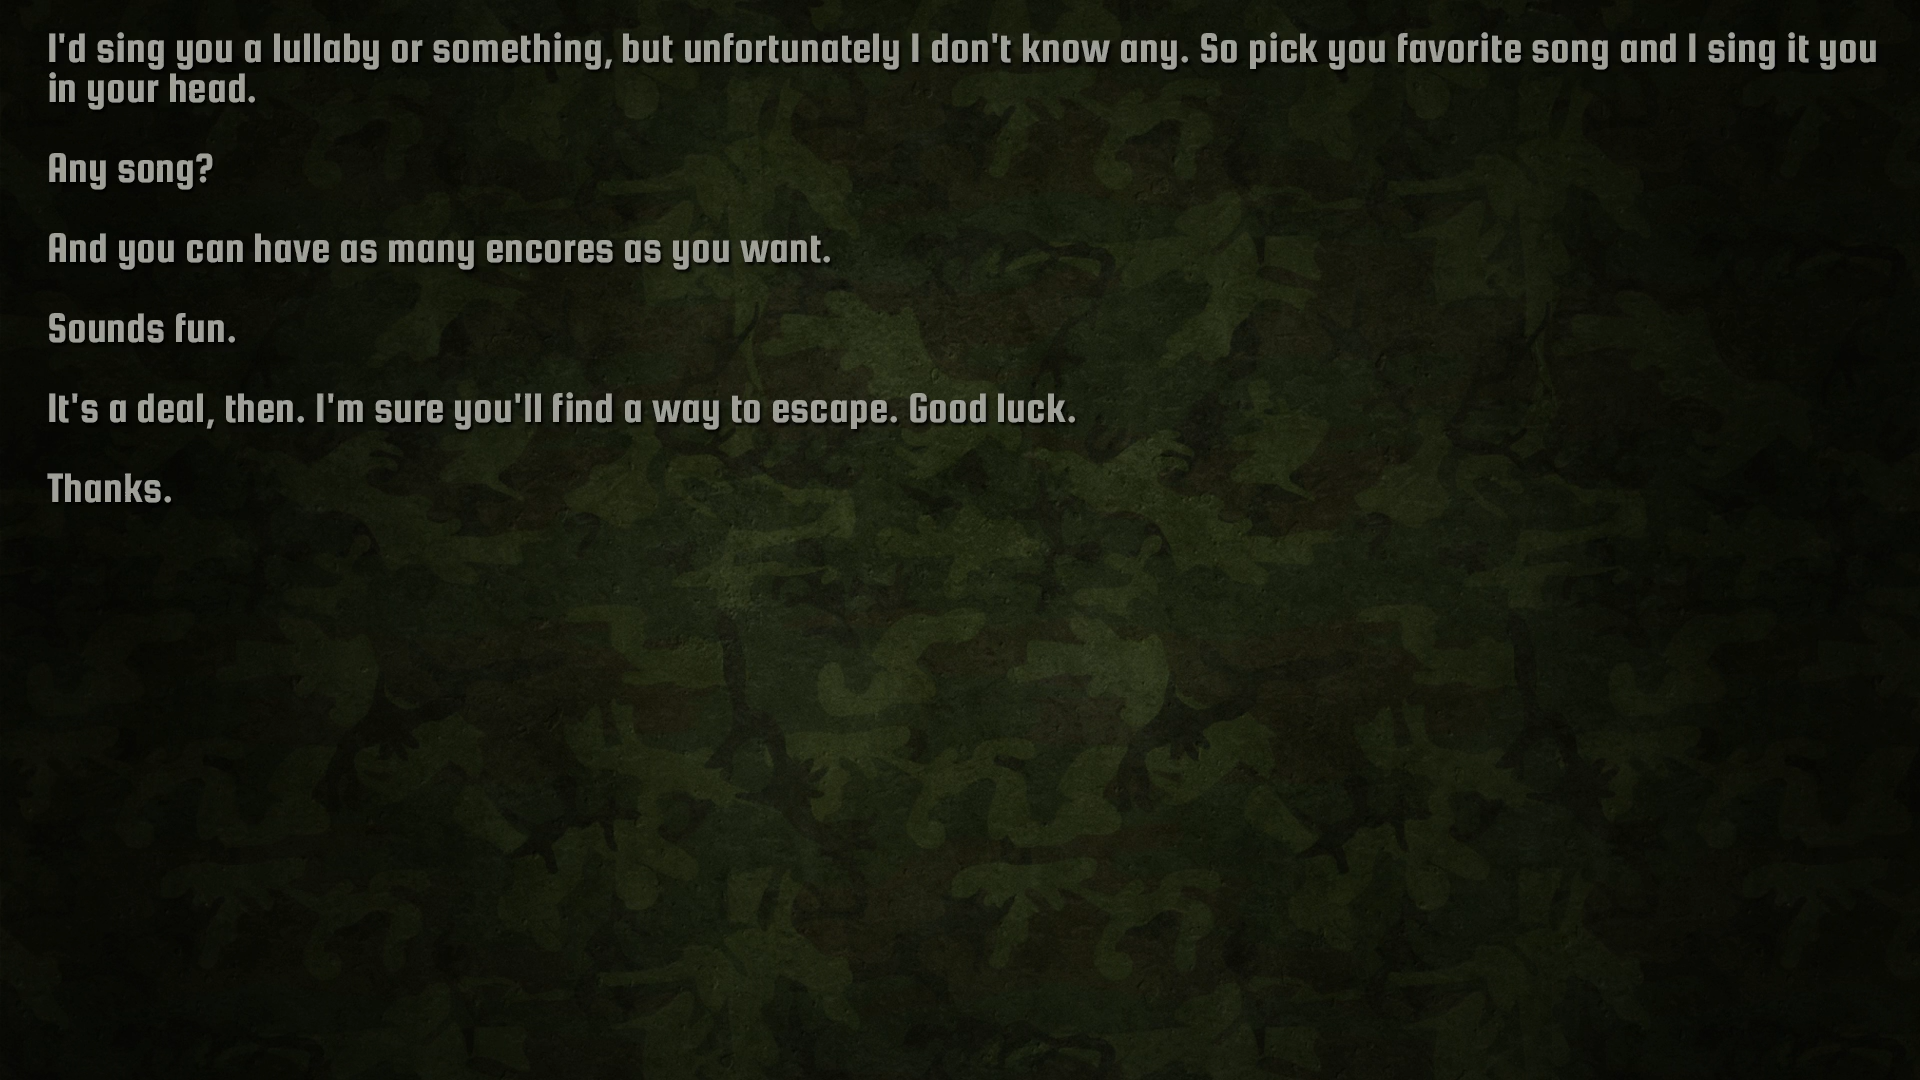 I'd sing you a lullaby or something, but unfortunately I don't know any. So pick you favorite song and I sing it you
in your head.
Any song?
And you can have as many encores as you want.
Sounds fun.
It's a deal, then. I'm sure you'll find a way to escape. Good luck.
Thanks.